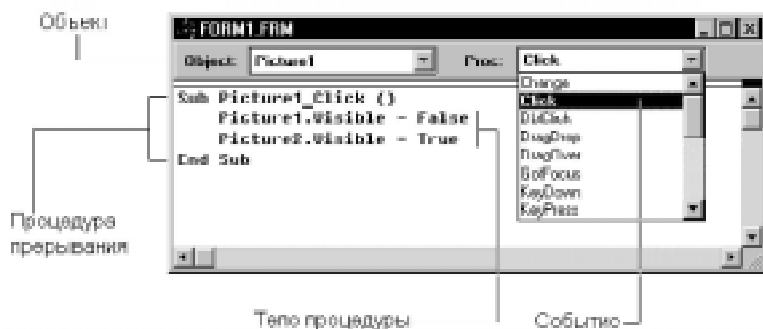 Объект
FORM1.FRM
Object: Picture1 Proc: Click
Change
Click
DblClick
DragDrop
DragOver
GotFocus
KeyDown
KeyPress
Sub Picture1_Click ()
Picture1.Visible = False
Picture2.Visible = True
End Sub
Процедура
прерывания
Тело процедуры
Событие